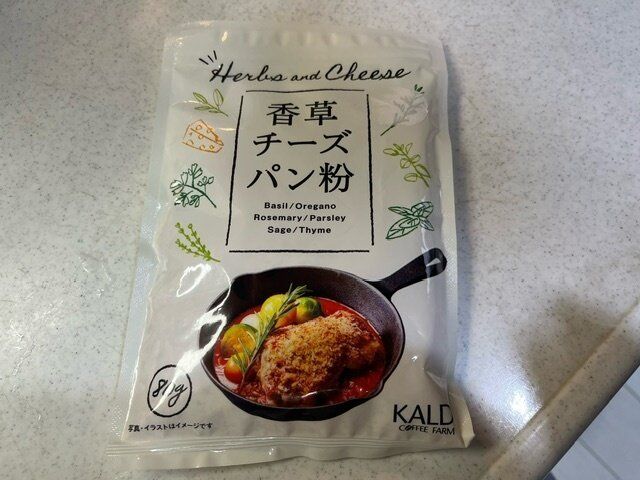 Herbs and Cheese
香草
チーズ
パン粉
Basil/Oregano
Rosemary/Parsley
Sage/Thyme
80g
写真・イラストはイメージです
KALD
COFFEE FARM